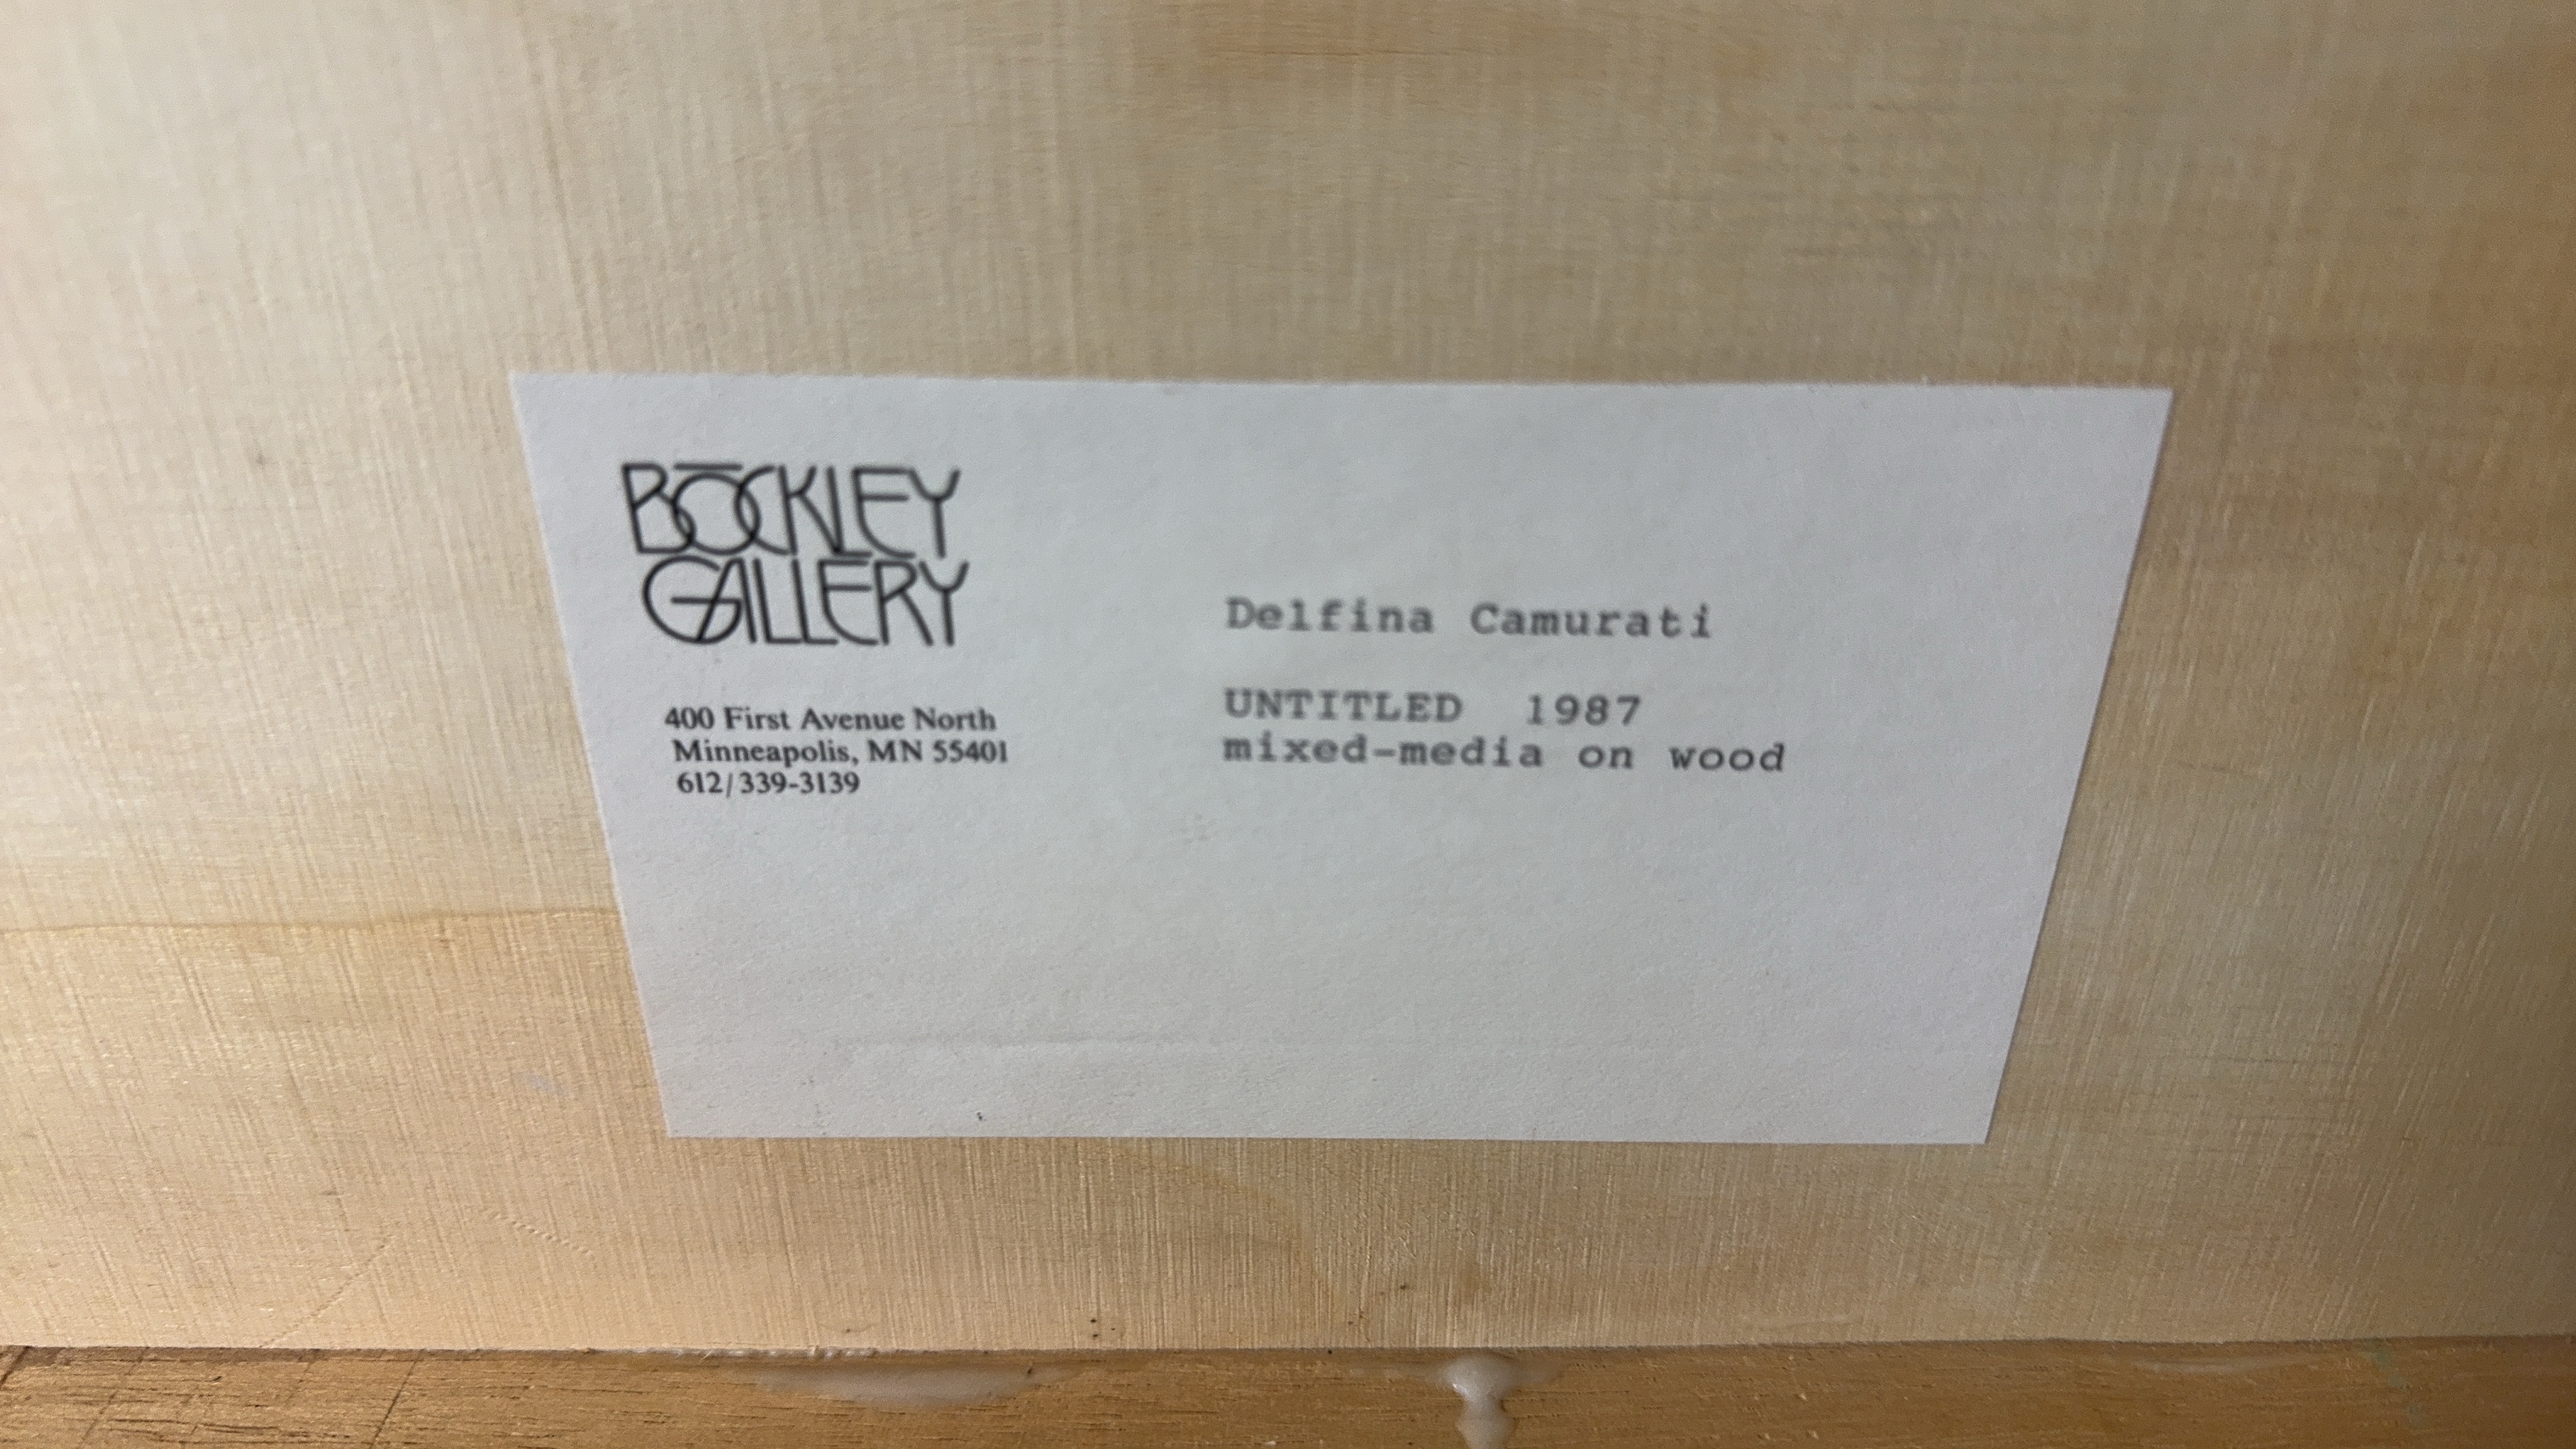 BOCKLEY
GALLERY
400 First Avenue North
Minneapolis, MN 55401
612/339-3139
Delfina Camurati
UNTITLED 1987
mixed-media on wood